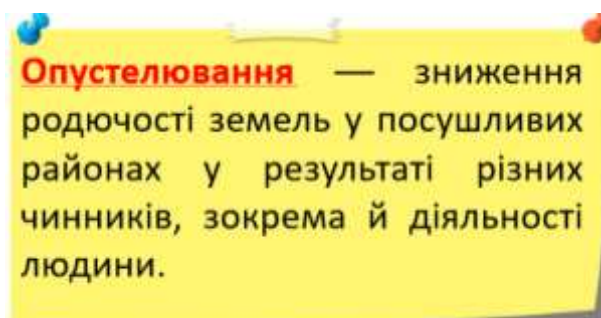 Опустелювання — зниження
родючості земель у посушливих
районах у результаті різних
чинників, зокрема й діяльності
людини.